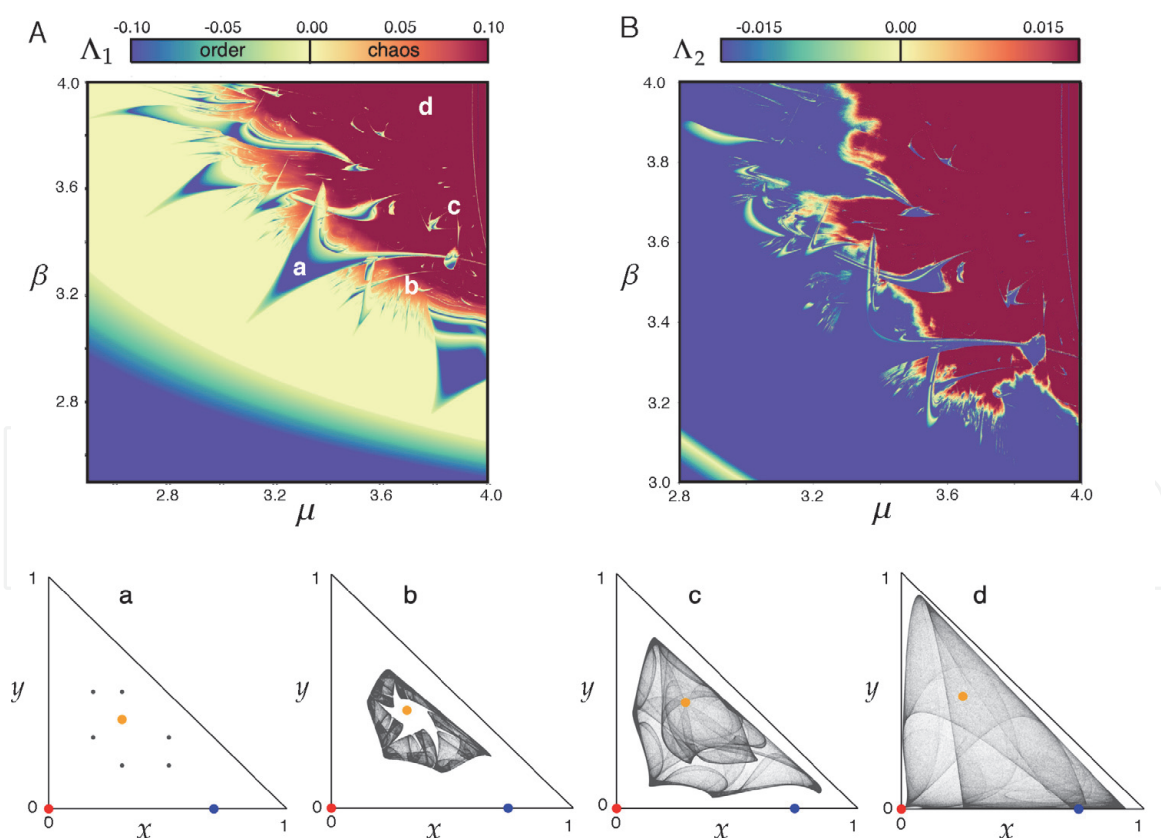 A
Λ1
-0.10 -0.05 0.00 0.05 0.10
order chaos
4.0
3.6
β
3.2
2.8
2.8 3.2 3.6 4.0
μ
a
b
c
d
B
Λ2
-0.015 0.00 0.015
4.0
3.8
3.6
β
3.4
3.2
3.0
2.8 3.2 3.6 4.0
μ
a
1
y
0
0 x 1
b
1
y
0
0 x 1
c
1
y
0
0 x 1
d
1
y
0
0 x 1